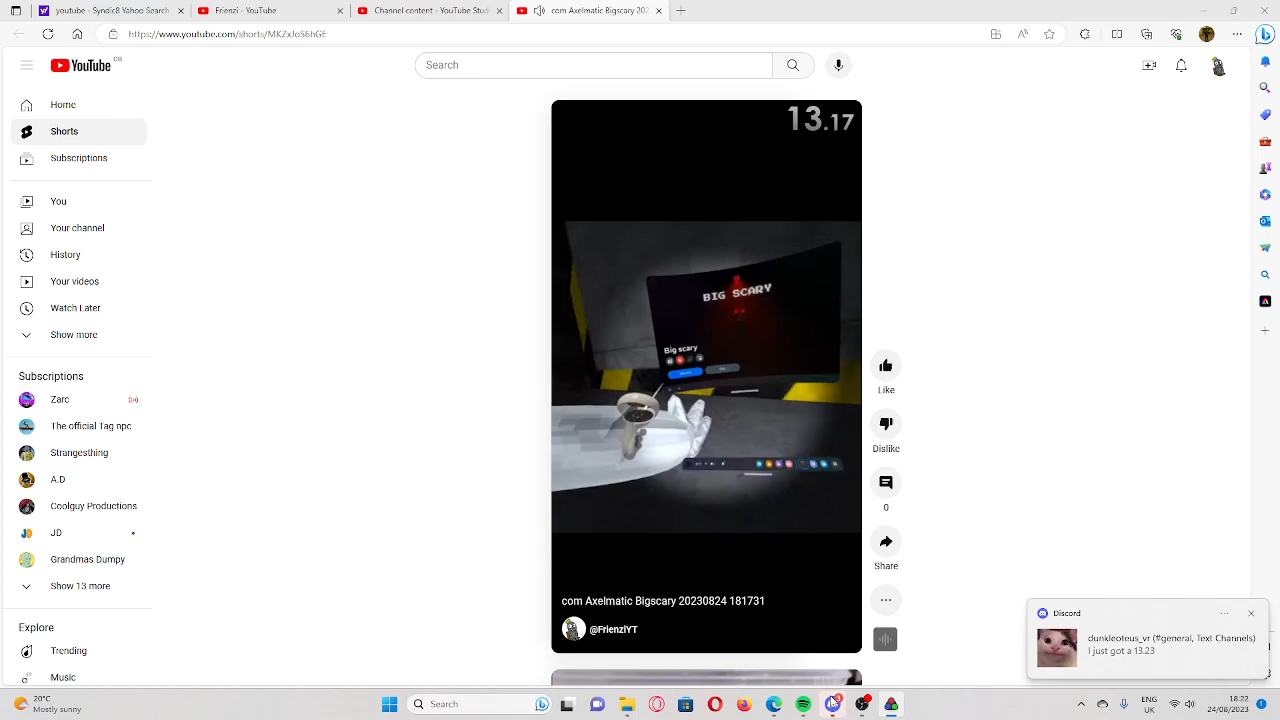 youtube - Syndle8 Yahoo Search
Frienzi - YouTube
Channel content - YouTube Studio
com Axelmatic Bigscary 202
https://www.youtube.com/shorts/MKZxJoS6hGE
YouTube GB
Search
Home
Shorts
Subscriptions
You
Your channel
History
Your videos
Watch Later
Show more
Subscriptions
The official Tag npc
Strangeshling
Coolguy Productions
JD
Grandmas Dumpy
Show 13 more
Explore
Trending
Music
13.17
BIG SCARY
Big scary
com Axelmatic Bigscary 20230824 181731
@FrienziYT
Like
Dislike
0
Share
Discord
dunkleoteus_vr (#general, Text Channels)
I just got a 13.23
20°C
Mostly sunny
Search
ENG
UK
18:22
24/08/2023